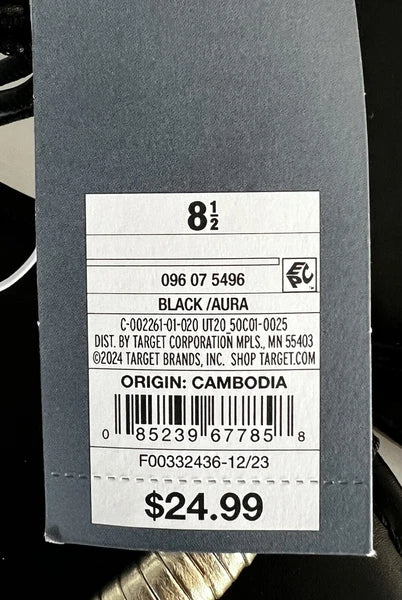 8½
096 07 5496
EPC
BLACK /AURA
C-002261-01-020 UT20_50C01-0025
DIST. BY TARGET CORPORATION MPLS., MN 55403
©2024 TARGET BRANDS, INC. SHOP TARGET.COM
ORIGIN: CAMBODIA
0 85239 67785 8
F00332436-12/23
$24.99